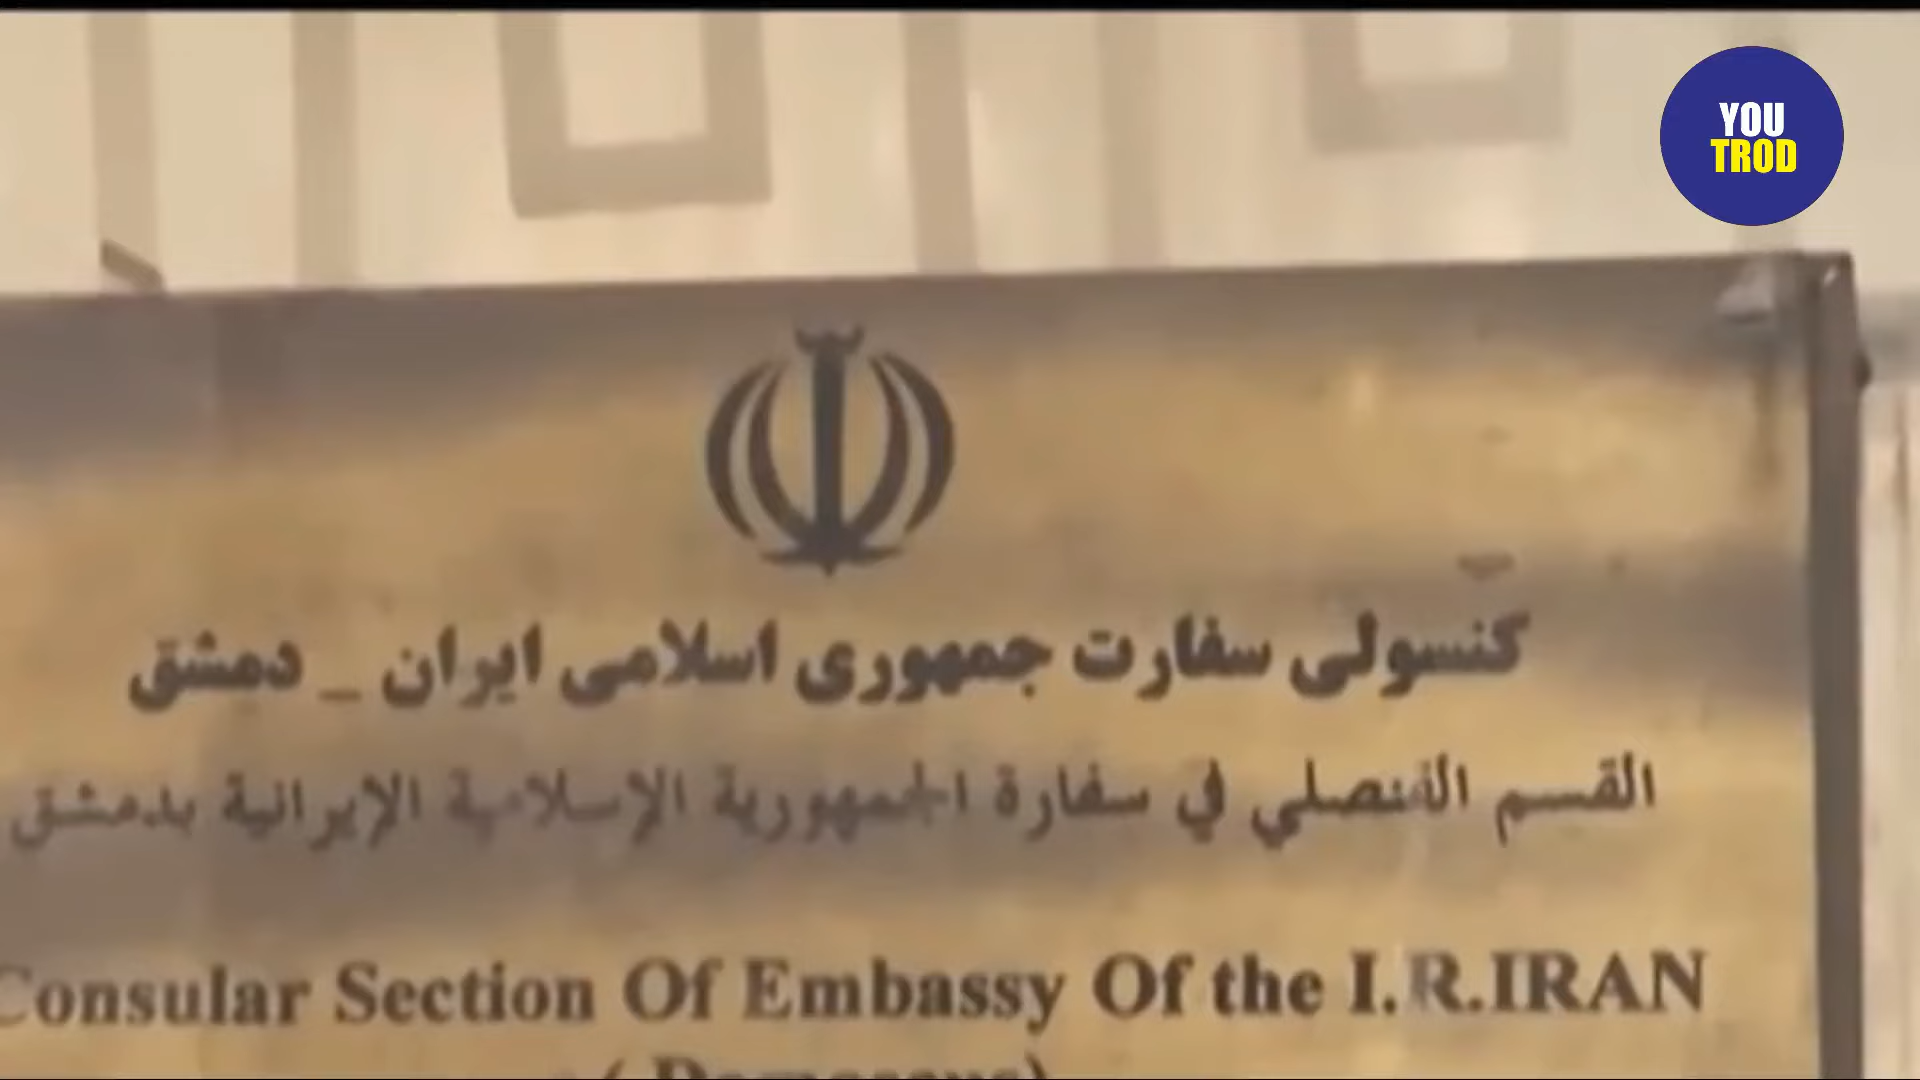 YOU
TROD
کنسولی سفارت جمهوری اسلامی ایران _ دمشق
القسم القنصلي في سفارة الجمهورية الإسلامية الإيرانية بدمشق
Consular Section Of Embassy Of the I.R.IRAN